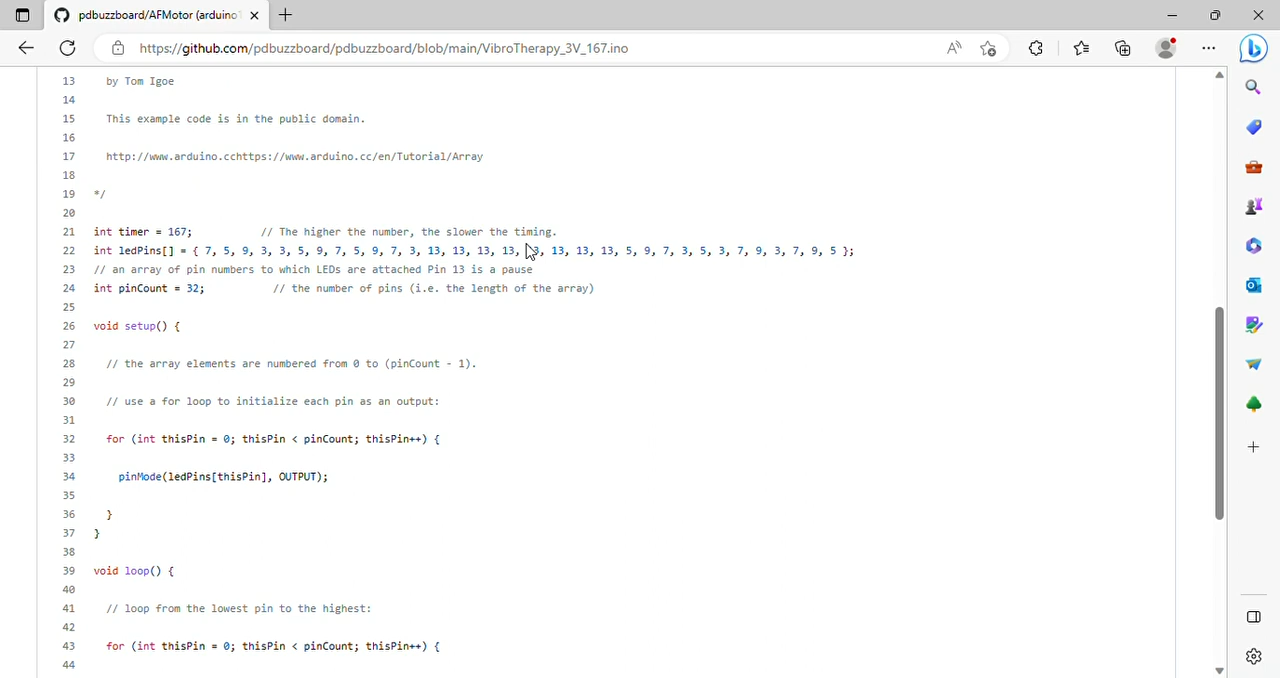 pdbuzzboard/AFMotor (arduino
https://github.com/pdbuzzboard/pdbuzzboard/blob/main/VibroTherapy_3V_167.ino
13 by Tom Igoe
14
15 This example code is in the public domain.
16
17 http://www.arduino.cchttps://www.arduino.cc/en/Tutorial/Array
18
19 */
20
21 int timer = 167; // The higher the number, the slower the timing.
22 int ledPins[] = { 7, 5, 9, 3, 3, 5, 9, 7, 5, 9, 7, 3, 13, 13, 13, 13, 13, 13, 13, 13, 5, 9, 7, 3, 5, 3, 7, 9, 3, 7, 9, 5 };
23 // an array of pin numbers to which LEDs are attached Pin 13 is a pause
24 int pinCount = 32; // the number of pins (i.e. the length of the array)
25
26 void setup() {
27
28 // the array elements are numbered from 0 to (pinCount - 1).
29
30 // use a for loop to initialize each pin as an output:
31
32 for (int thisPin = 0; thisPin < pinCount; thisPin++) {
33
34 pinMode(ledPins[thisPin], OUTPUT);
35
36 }
37 }
38
39 void loop() {
40
41 // loop from the lowest pin to the highest:
42
43 for (int thisPin = 0; thisPin < pinCount; thisPin++) {
44